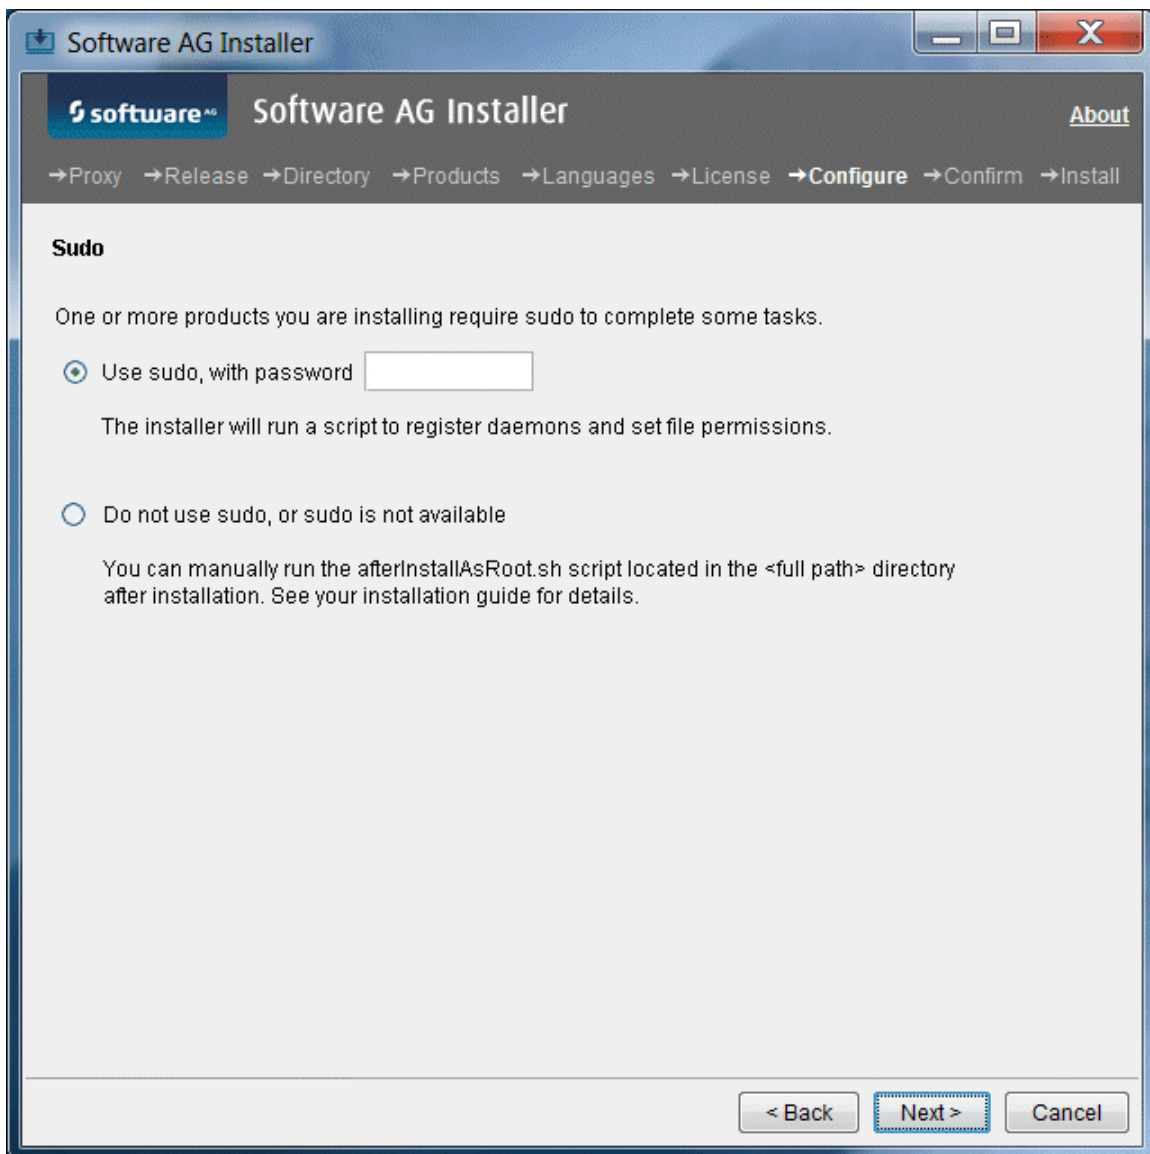 Software AG Installer
software AG Software AG Installer About
→Proxy →Release →Directory →Products →Languages →License →Configure →Confirm →Install
Sudo
One or more products you are installing require sudo to complete some tasks.
Use sudo, with password
The installer will run a script to register daemons and set file permissions.
Do not use sudo, or sudo is not available
You can manually run the afterInstallAsRoot.sh script located in the <full path> directory
after installation. See your installation guide for details.
< Back Next > Cancel